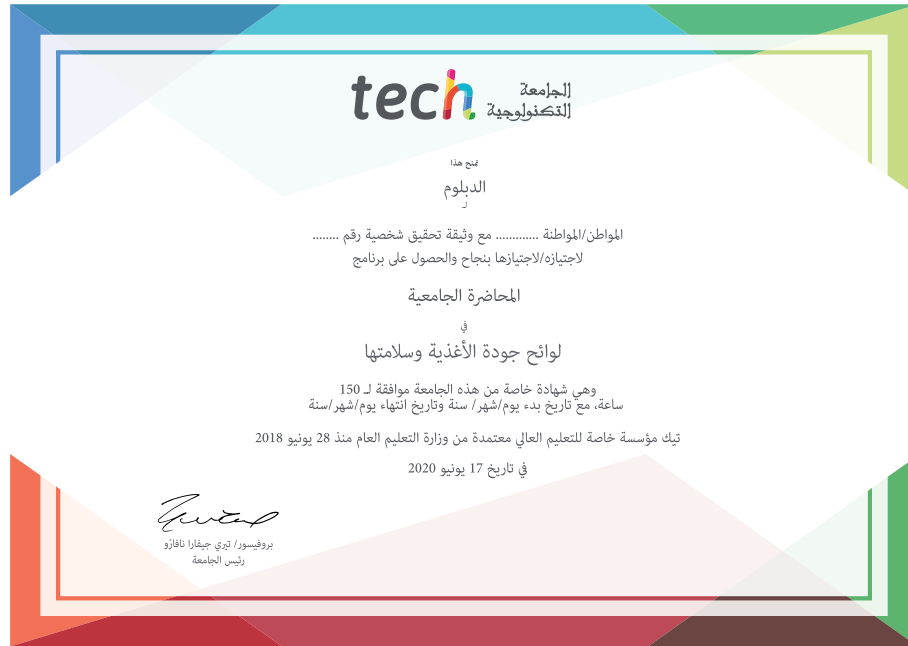 tech الجامعة
التكنولوجية
تمنح هذا
الدبلوم
لـ
المواطن/المواطنة ............. مع وثيقة تحقيق شخصية رقم ........
لاجتيازه/لاجتيازها بنجاح والحصول على برنامج
المحاضرة الجامعية
في
لوائح جودة الأغذية وسلامتها
وهي شهادة خاصة من هذه الجامعة موافقة لـ 150
ساعة، مع تاريخ بدء يوم/شهر/ سنة وتاريخ انتهاء يوم/شهر/سنة
تيك مؤسسة خاصة للتعليم العالي معتمدة من وزارة التعليم العام منذ 28 يونيو 2018
في تاريخ 17 يونيو 2020
بروفيسور/ تيري جيفارا نافارّو
رئيس الجامعة